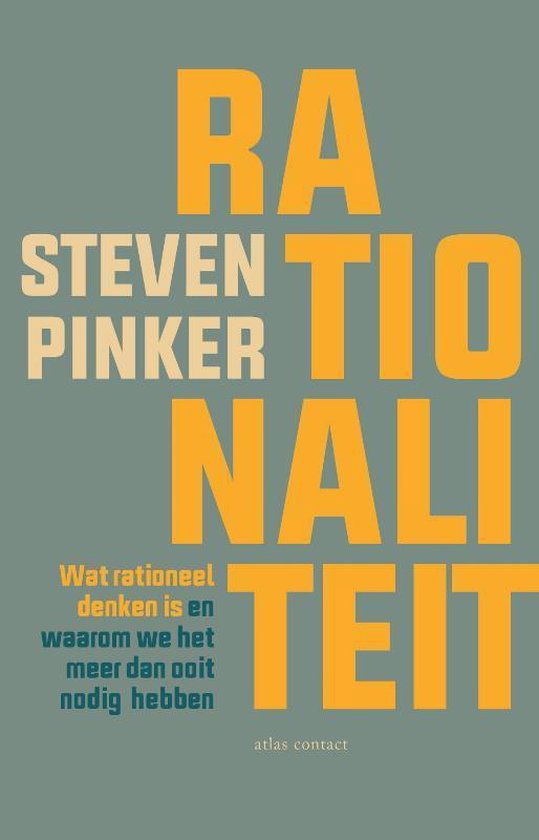 RA
TIO
NALI
TEIT
STEVEN
PINKER
Wat rationeel
denken is en
waarom we het
meer dan ooit
nodig hebben
atlas contact